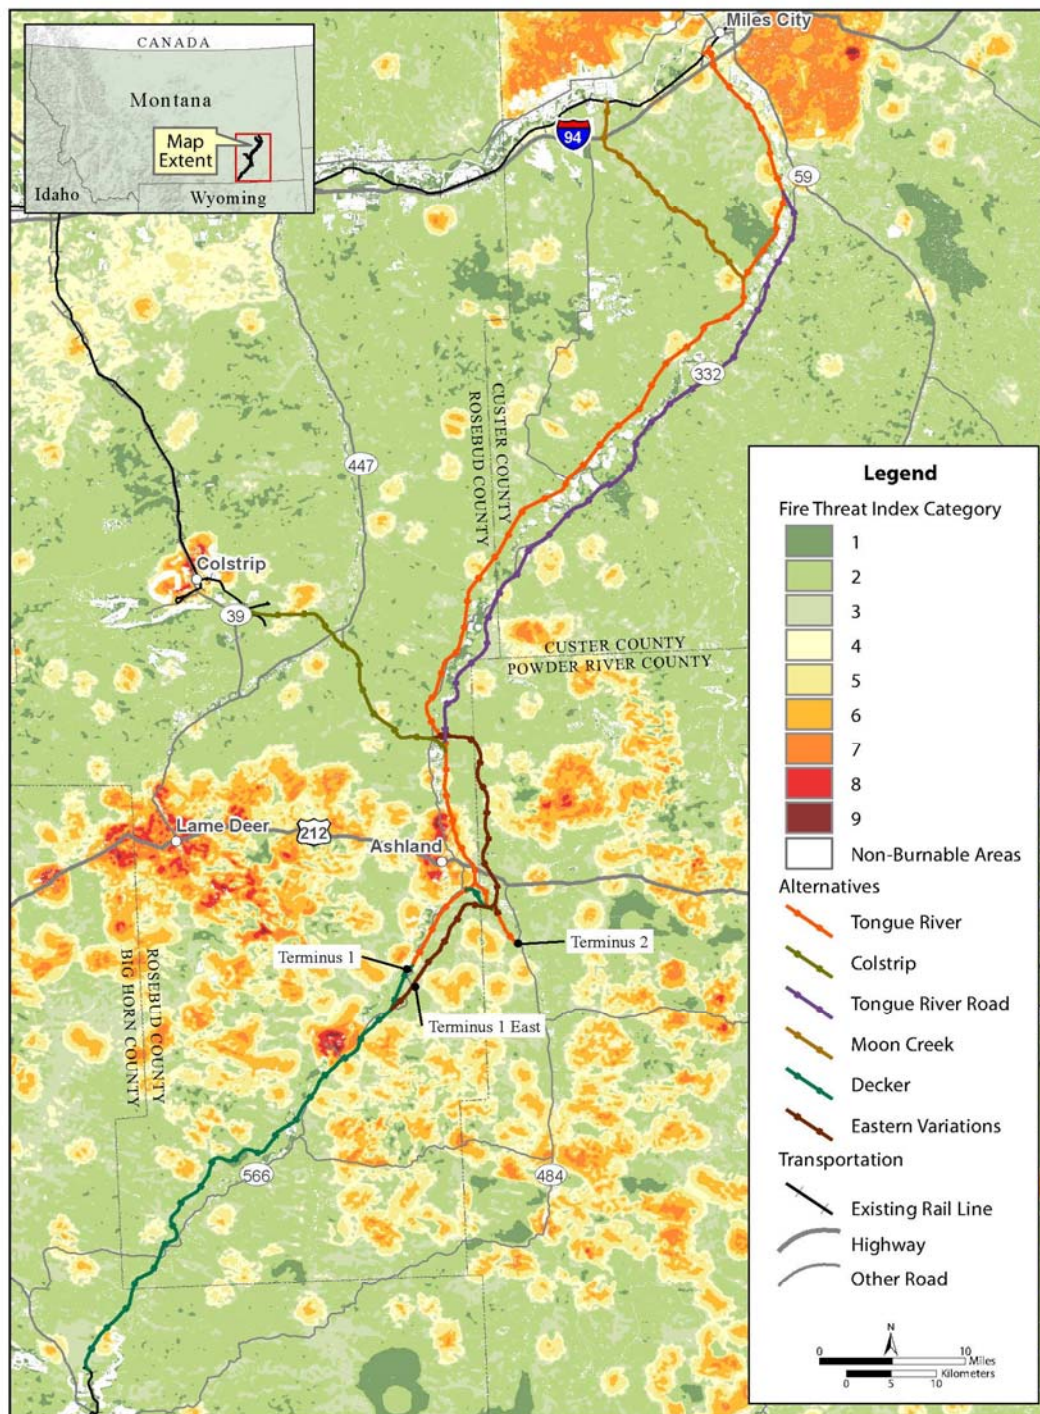 Miles City
CANADA
Montana
Map
Extent
Idaho
Wyoming
94
59
332
CUSTER COUNTY
ROSEBUD COUNTY
447
Colstrip
39
CUSTER COUNTY
POWDER RIVER COUNTY
Lame Deer
212
Ashland
Terminus 1
Terminus 2
Terminus 1 East
ROSEBUD COUNTY
BIG HORN COUNTY
566
484
Legend
Fire Threat Index Category
1
2
3
4
5
6
7
8
9
Non-Burnable Areas
Alternatives
Tongue River
Colstrip
Tongue River Road
Moon Creek
Decker
Eastern Variations
Transportation
Existing Rail Line
Highway
Other Road
N
0 10
Miles
Kilometers
0 5 10